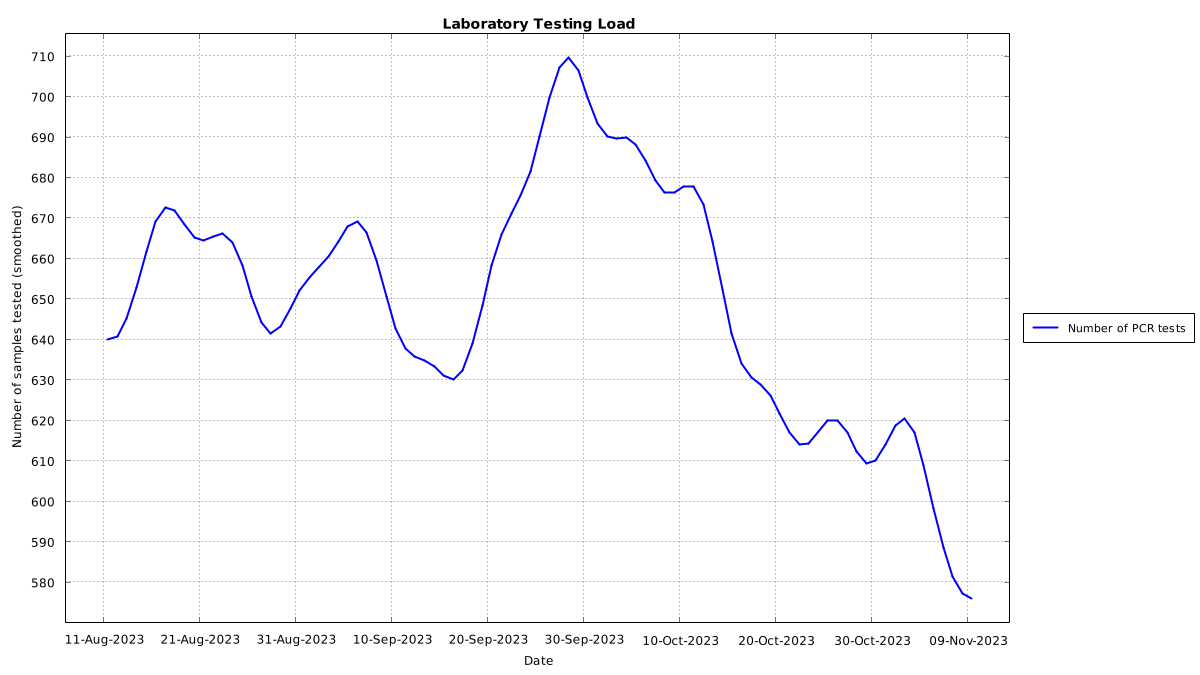 Laboratory Testing Load
710
700
690
680
670
660
650
640
630
620
610
600
590
580
Number of samples tested (smoothed)
11-Aug-2023 21-Aug-2023 31-Aug-2023 10-Sep-2023 20-Sep-2023 30-Sep-2023 10-Oct-2023 20-Oct-2023 30-Oct-2023 09-Nov-2023
Date
Number of PCR tests